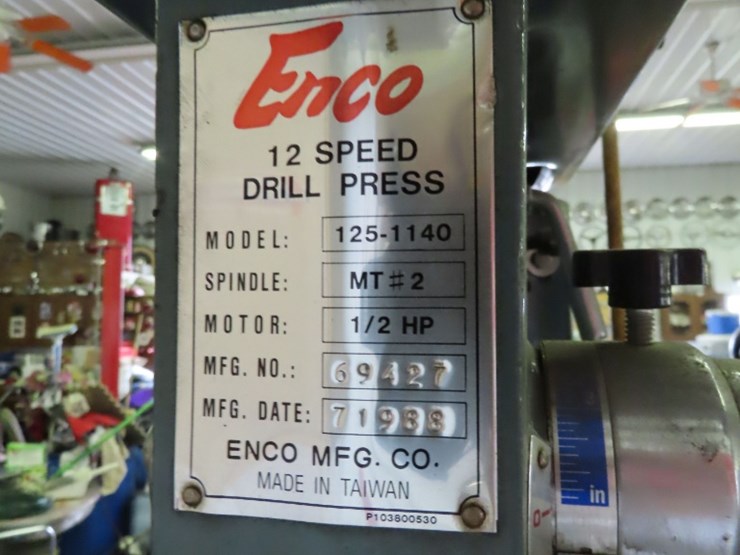 Enco
12 SPEED
DRILL PRESS
MODEL: 125-1140
SPINDLE: MT#2
MOTOR: 1/2 HP
MFG. NO.: 69427
MFG. DATE: 71988
ENCO MFG. CO.
MADE IN TAIWAN
P103800530
in
0